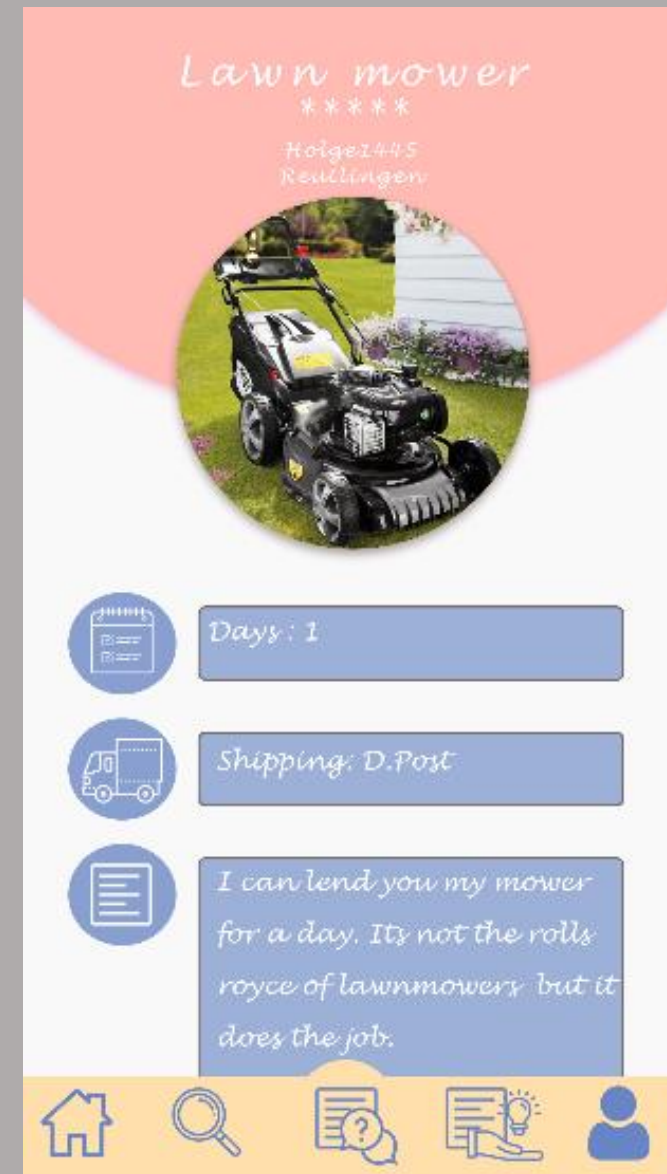 Lawn mower
*****
Holge1445
Reutlingen
Days : 1
Shipping: D.Post
I can lend you my mower
for a day. Its not the rolls
royce of lawnmowers but it
does the job.